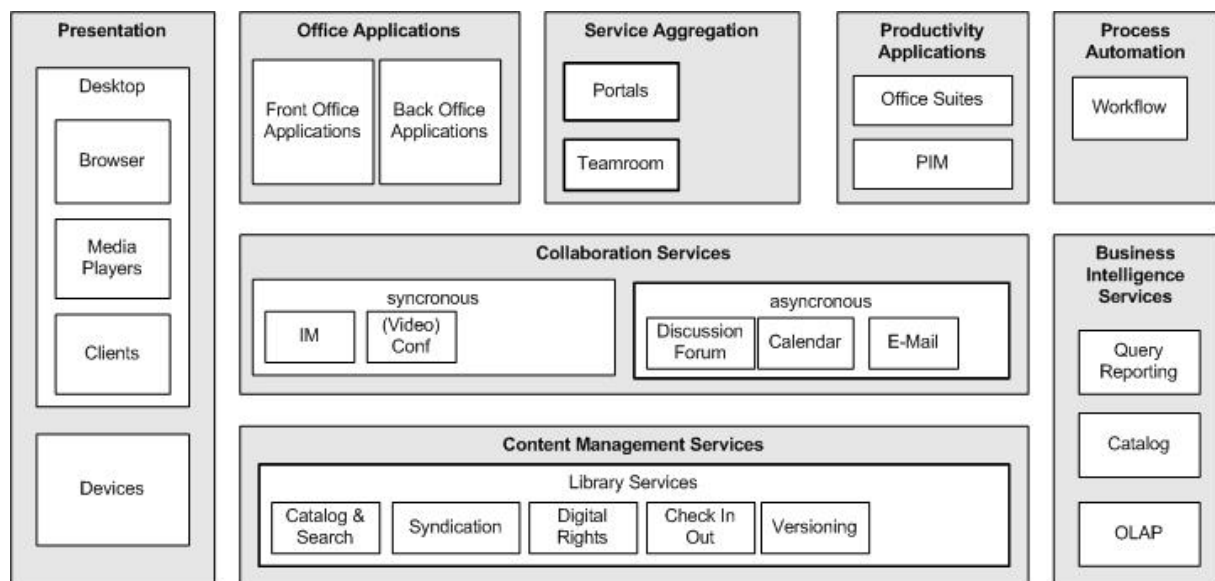 Presentation
Desktop
Browser
Media
Players
Clients
Devices
Office Applications
Front Office
Applications
Back Office
Applications
Service Aggregation
Portals
Teamroom
Productivity
Applications
Office Suites
PIM
Process
Automation
Workflow
Collaboration Services
syncronous
IM
(Video)
Conf
asyncronous
Discussion
Forum
Calendar
E-Mail
Business
Intelligence
Services
Query
Reporting
Catalog
OLAP
Content Management Services
Library Services
Catalog &
Search
Syndication
Digital
Rights
Check In
Out
Versioning